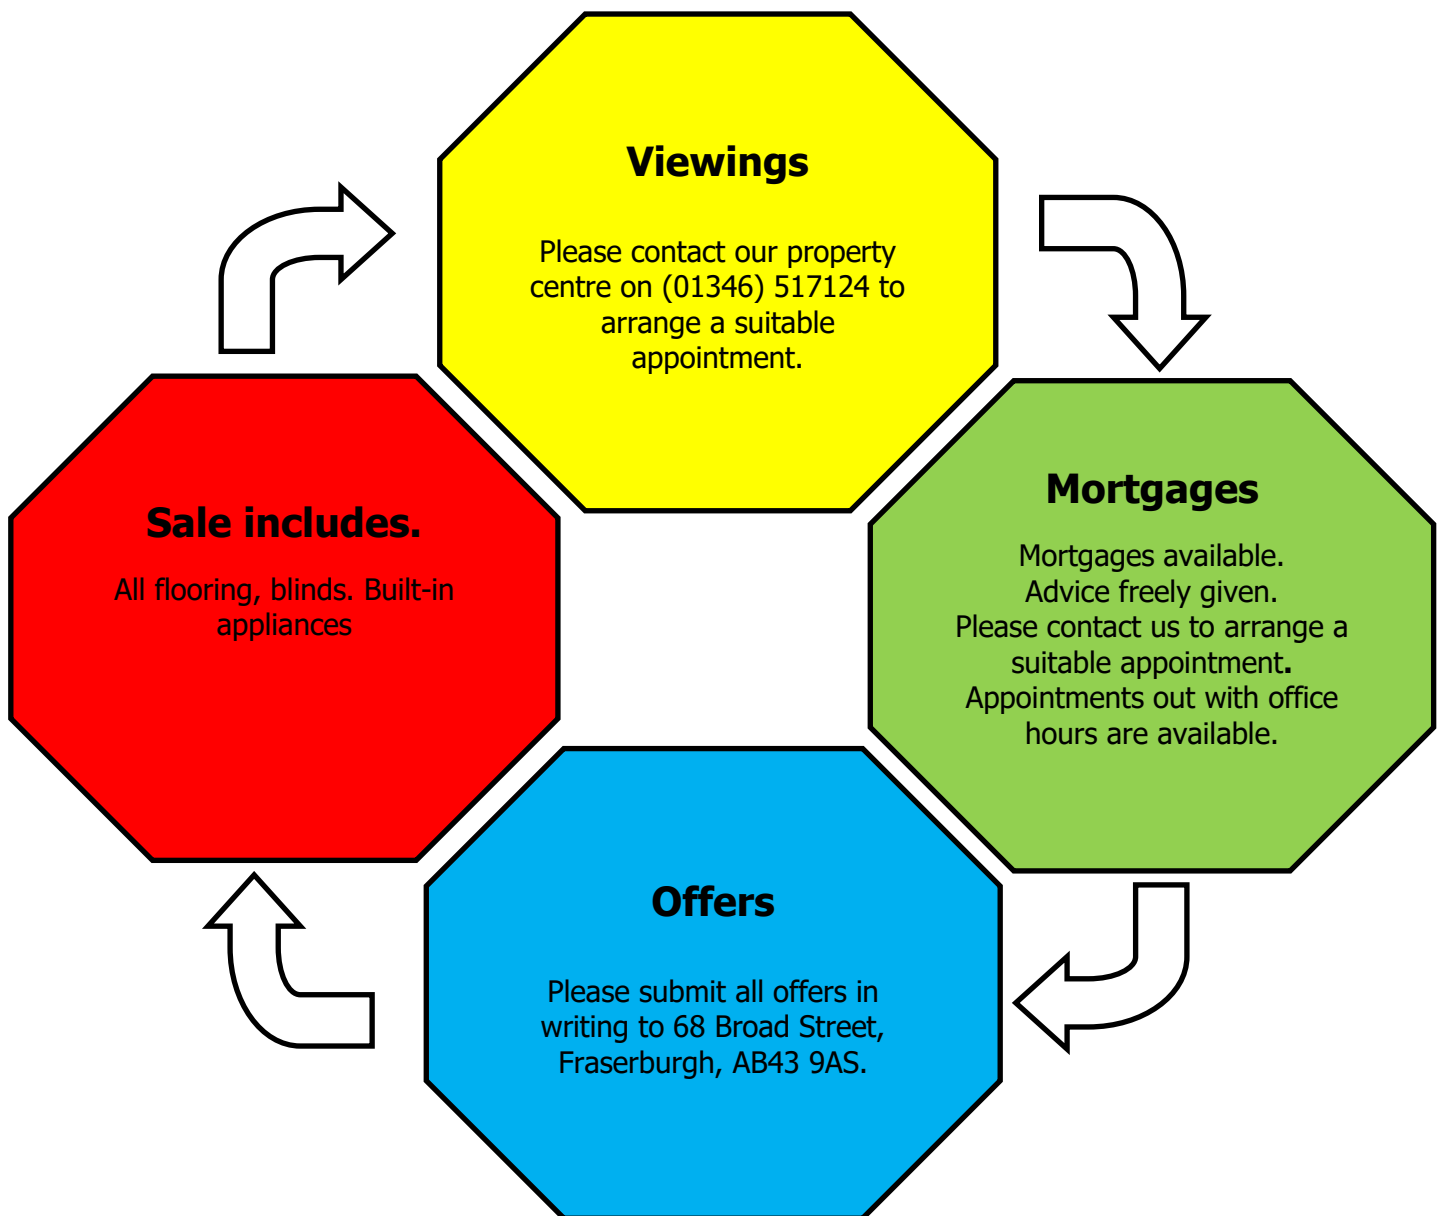 Viewings
Please contact our property
centre on (01346) 517124 to
arrange a suitable
appointment.
Mortgages
Mortgages available.
Advice freely given.
Please contact us to arrange a
suitable appointment.
Appointments out with office
hours are available.
Sale includes.
All flooring, blinds. Built-in
appliances
Offers
Please submit all offers in
writing to 68 Broad Street,
Fraserburgh, AB43 9AS.